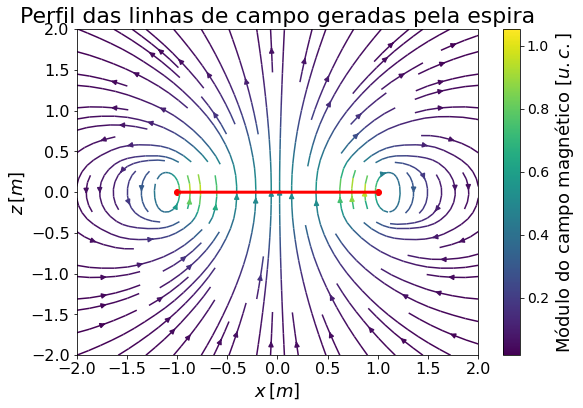 Perfil das linhas de campo geradas pela espira
2.0
1.5
1.0
0.5
0.0
−0.5
−1.0
−1.5
−2.0
z [m]
−2.0 −1.5 −1.0 −0.5 0.0 0.5 1.0 1.5 2.0
x [m]
1.0
0.8
0.6
0.4
0.2
Módulo do campo magnético [u. c. ]